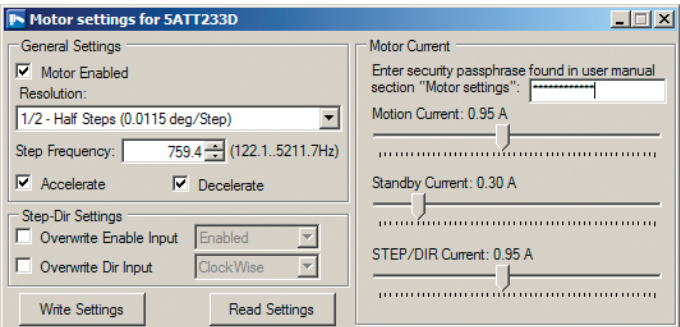 Motor settings for 5ATT233D
General Settings
Motor Enabled
Resolution:
1/2 - Half Steps (0.0115 deg/Step)
Step Frequency: 759.4 (122.1..5211.7Hz)
Accelerate Decelerate
Step-Dir Settings
Overwrite Enable Input Enabled
Overwrite Dir Input ClockWise
Write Settings Read Settings
Motor Current
Enter security passphrase found in user manual
section "Motor settings": ************
Motion Current: 0.95 A
Standby Current: 0.30 A
STEP/DIR Current: 0.95 A